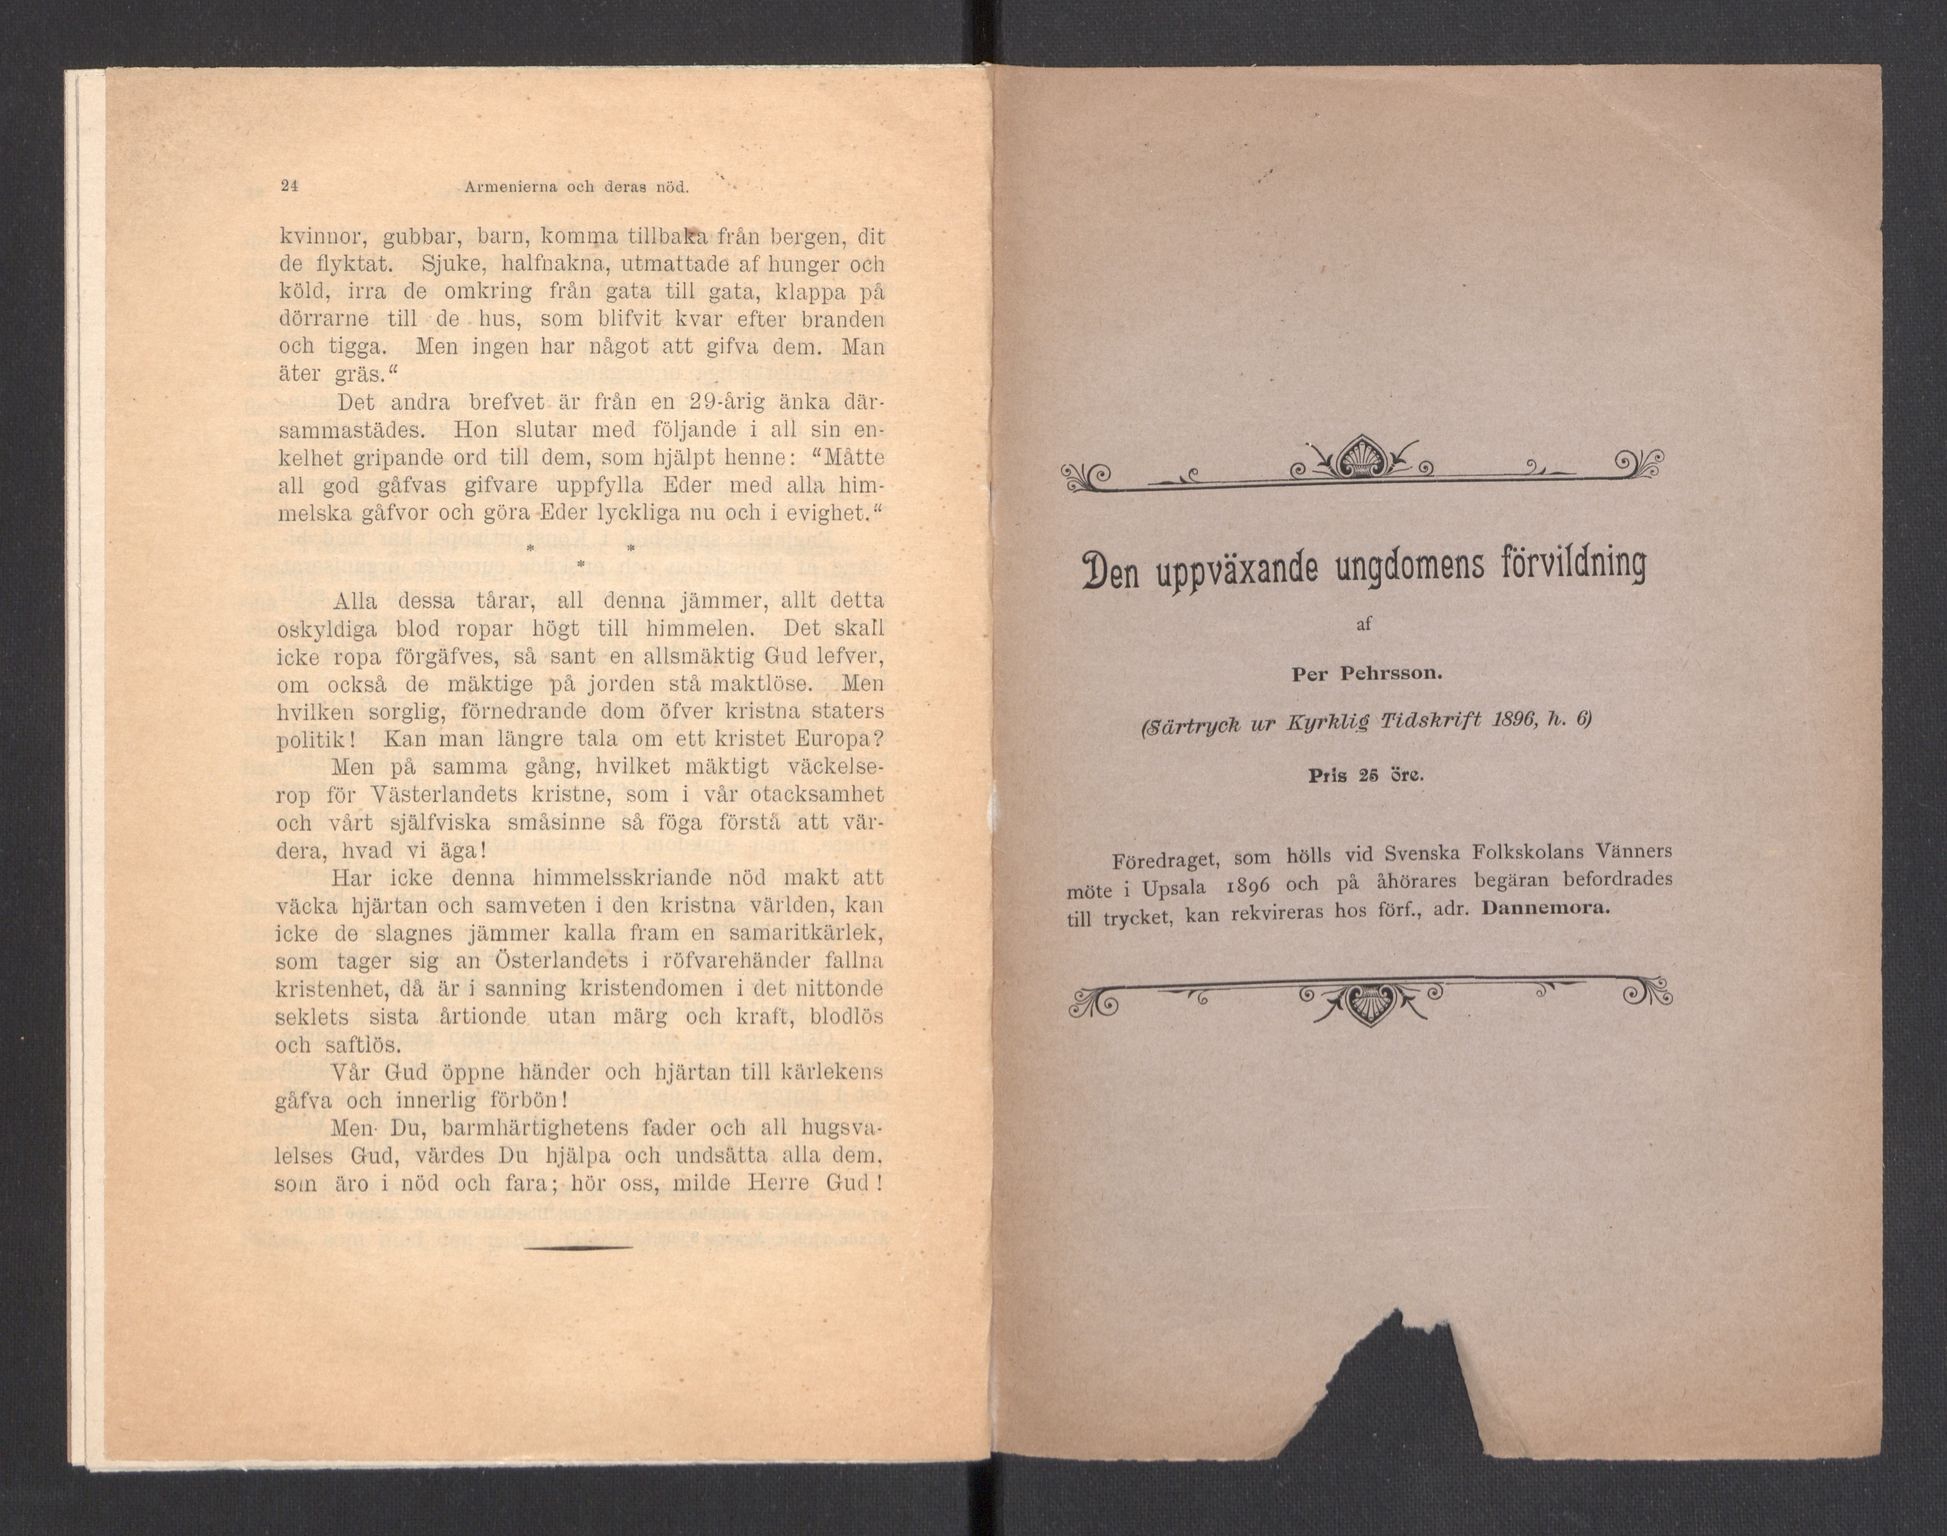 24 Armenierna och deras nöd.
kvinnor, gubbar, barn, komma tillbaka från bergen, dit
de flyktat. Sjuke, halfnakna, utmattade af hunger och
köld, irra de omkring från gata till gata, klappa på
dörrarne till de hus, som blifvit kvar efter branden
och tigga. Men ingen har något att gifva dem. Man
äter gräs.“
Det andra brefvet är från en 29-årig änka där-
sammastädes. Hon slutar med följande i all sin en-
kelhet gripande ord till dem, som hjälpt henne: “Måtte
all god gåfvas gifvare uppfylla Eder med alla him-
melska gåfvor och göra Eder lyckliga nu och i evighet.“
* *
*
Alla dessa tårar, all denna jämmer, allt detta
oskyldiga blod ropar högt till himmelen. Det skall
icke ropa förgäfves, så sant en allsmäktig Gud lefver,
om också de mäktige på jorden stå maktlöse. Men
hvilken sorglig, förnedrande dom öfver kristna staters
politik! Kan man längre tala om ett kristet Europa?
Men på samma gång, hvilket mäktigt väckelse-
rop för Västerlandets kristne, som i vår otacksamhet
och vårt själfviska småsinne så föga förstå att vär-
dera, hvad vi äga!
Har icke denna himmelsskriande nöd makt att
väcka hjärtan och samveten i den kristna världen, kan
icke de slagnes jämmer kalla fram en samaritkärlek,
som tager sig an Österlandets i röfvarehänder fallna
kristenhet, då är i sanning kristendomen i det nittonde
seklets sista årtionde utan märg och kraft, blodlös
och saftlös.
Vår Gud öppne händer och hjärtan till kärlekens
gåfva och innerlig förbön!
Men Du, barmhärtighetens fader och all hugsva-
lelses Gud, värdes Du hjälpa och undsätta alla dem,
som äro i nöd och fara; hör oss, milde Herre Gud!
Den uppväxande ungdomens förvildning
af
Per Pehrsson.
(Särtryck ur Kyrklig Tidskrift 1896, h. 6)
Pris 25 öre.
Föredraget, som hölls vid Svenska Folkskolans Vänners
möte i Upsala 1896 och på åhörares begäran befordrades
till trycket, kan rekvireras hos förf., adr. Dannemora.